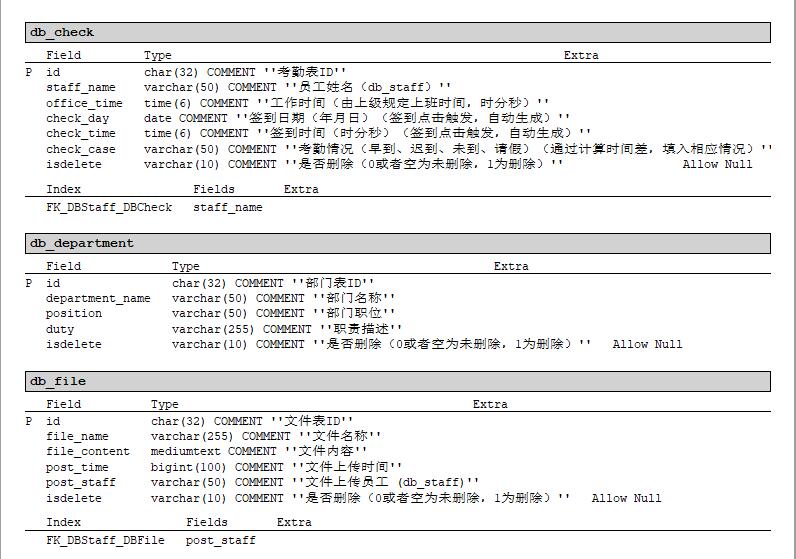 db_check
Field Type Extra
P id char(32) COMMENT ''考勤表ID''
staff_name varchar(50) COMMENT ''员工姓名（db_staff）''
office_time time(6) COMMENT ''工作时间（由上级规定上班时间，时分秒）''
check_day date COMMENT ''签到日期（年月日）（签到点击触发，自动生成）''
check_time time(6) COMMENT ''签到时间（时分秒）（签到点击触发，自动生成）''
check_case varchar(50) COMMENT ''考勤情况（早到、迟到、未到、请假）（通过计算时间差，填入相应情况）''
isdelete varchar(10) COMMENT ''是否删除（0或者空为未删除，1为删除）'' Allow Null
Index Fields Extra
FK_DBStaff_DBCheck staff_name
db_department
Field Type Extra
P id char(32) COMMENT ''部门表ID''
department_name varchar(50) COMMENT ''部门名称''
position varchar(50) COMMENT ''部门职位''
duty varchar(255) COMMENT ''职责描述''
isdelete varchar(10) COMMENT ''是否删除（0或者空为未删除，1为删除）'' Allow Null
db_file
Field Type Extra
P id char(32) COMMENT ''文件表ID''
file_name varchar(255) COMMENT ''文件名称''
file_content mediumtext COMMENT ''文件内容''
post_time bigint(100) COMMENT ''文件上传时间''
post_staff varchar(50) COMMENT ''文件上传员工 (db_staff)''
isdelete varchar(10) COMMENT ''是否删除（0或者空为未删除，1为删除）'' Allow Null
Index Fields Extra
FK_DBStaff_DBFile post_staff